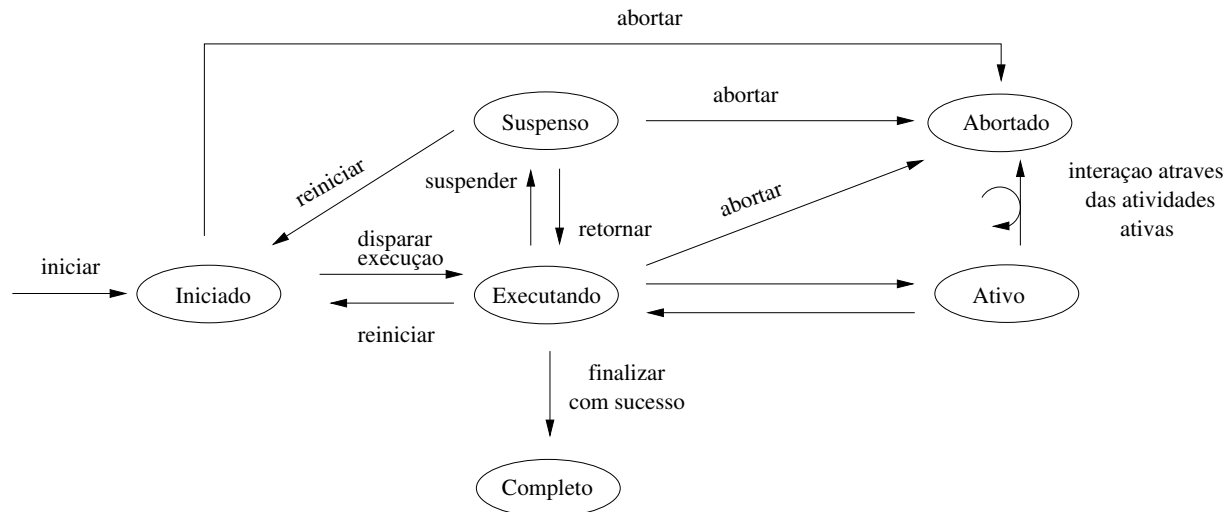 abortar
Suspenso
abortar
Abortado
reiniciar
suspender
retornar
abortar
interaçao atraves
das atividades
ativas
iniciar
Iniciado
disparar
execuçao
reiniciar
Executando
Ativo
finalizar
com sucesso
Completo